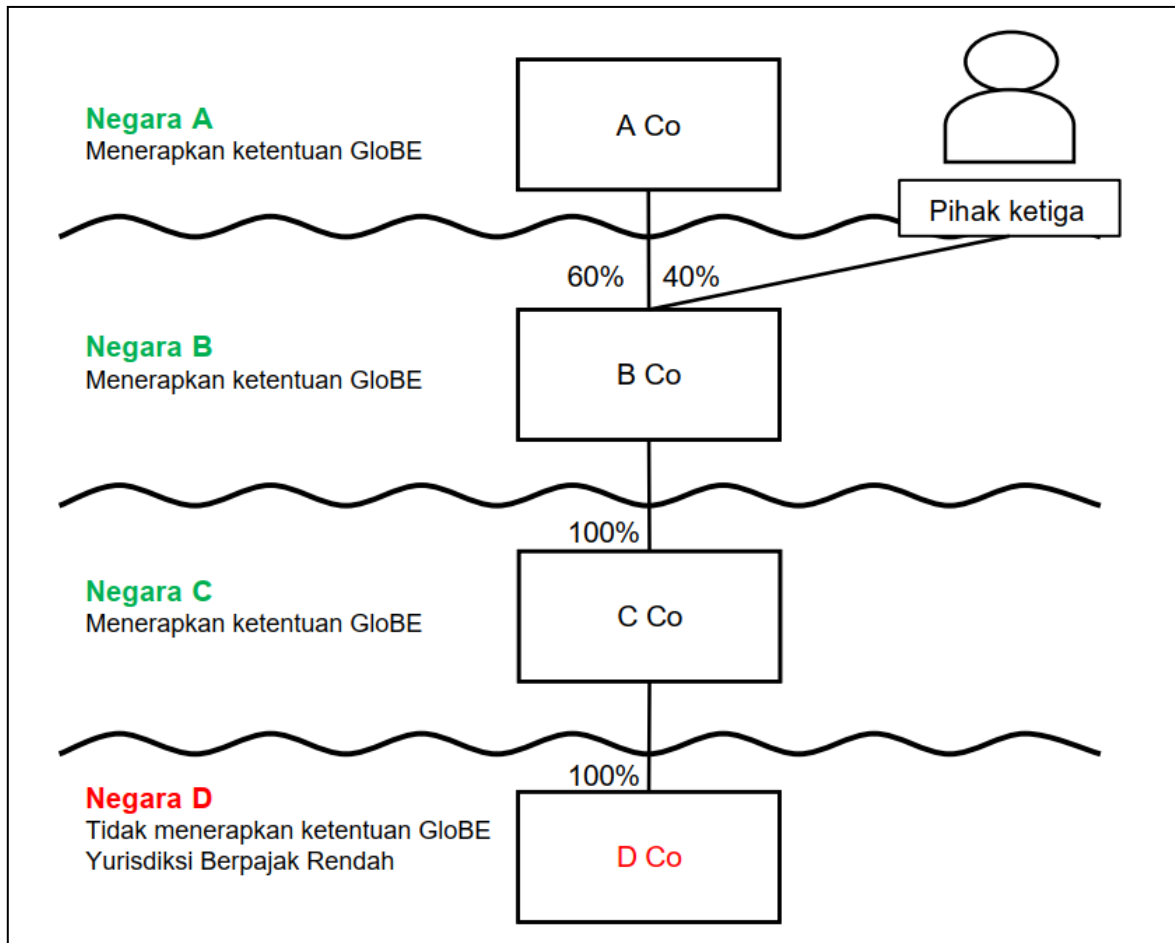 Negara A
Menerapkan ketentuan GloBE
A Co
Pihak ketiga
60%
40%
Negara B
Menerapkan ketentuan GloBE
B Co
100%
Negara C
Menerapkan ketentuan GloBE
C Co
100%
Negara D
Tidak menerapkan ketentuan GloBE
Yurisdiksi Berpajak Rendah
D Co